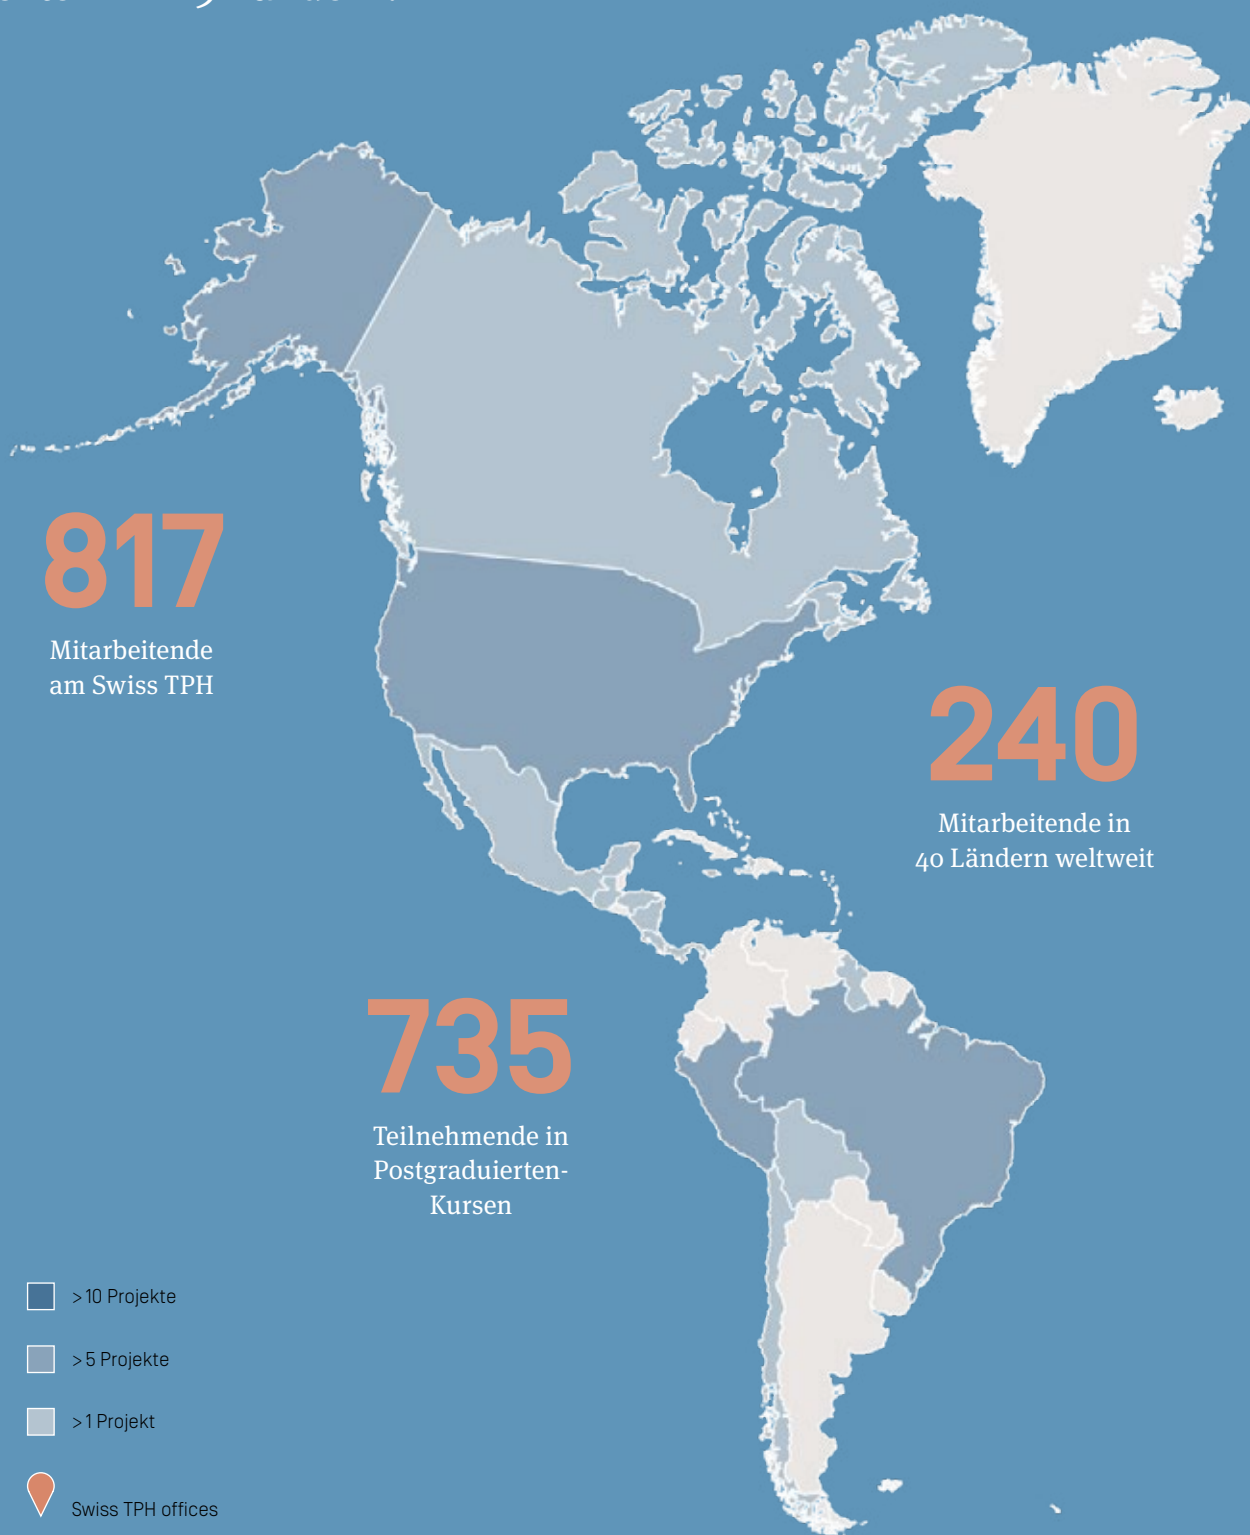 817
Mitarbeitende
am Swiss TPH
240
Mitarbeitende in
40 Ländern weltweit
735
Teilnehmende in
Postgraduierten-
Kursen
> 10 Projekte
> 5 Projekte
> 1 Projekt
Swiss TPH offices